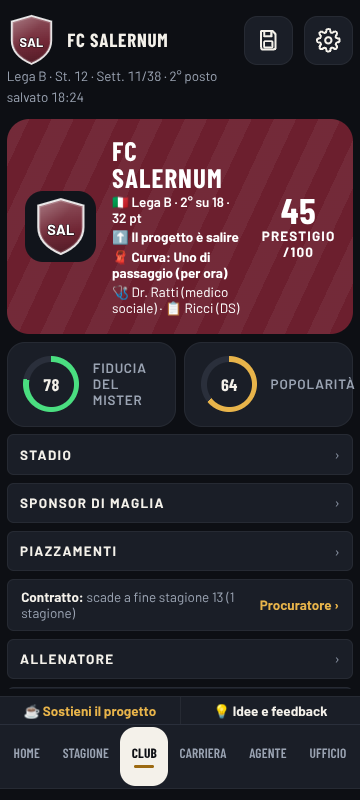 SAL
FC SALERNUM
Lega B · St. 12 · Sett. 11/38 · 2° posto
salvato 18:24
FC
SALERNUM
🇮🇹 Lega B · 2° su 18 ·
32 pt
⬆️ Il progetto è salire
🧣 Curva: Uno di
passaggio (per ora)
🩺 Dr. Ratti (medico
sociale) · 📋 Ricci (DS)
SAL
45
PRESTIGIO
/100
78
FIDUCIA
DEL
MISTER
64
POPOLARITÀ
STADIO ›
SPONSOR DI MAGLIA ›
PIAZZAMENTI ›
Contratto: scade a fine stagione 13 (1
stagione)
Procuratore ›
ALLENATORE ›
☕ Sostieni il progetto
💡 Idee e feedback
HOME STAGIONE CLUB CARRIERA AGENTE UFFICIO